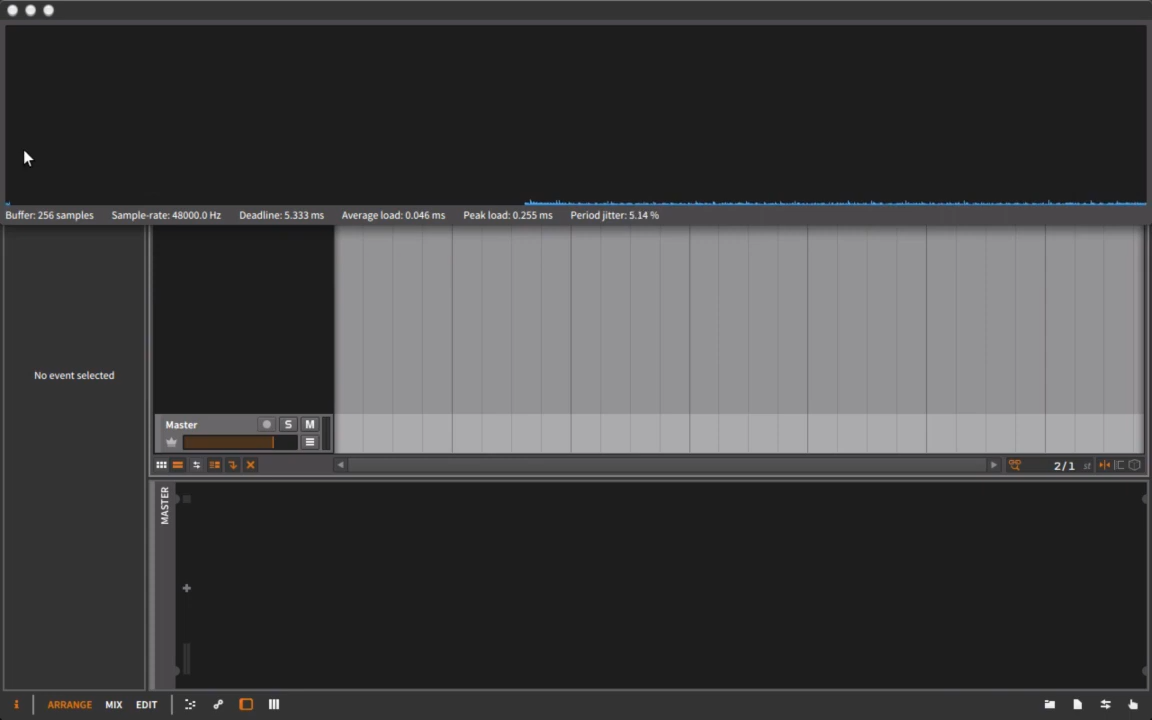 Buffer: 256 samples Sample-rate: 48000.0 Hz Deadline: 5.333 ms Average load: 0.046 ms Peak load: 0.255 ms Period jitter: 5.14 %
No event selected
Master S M
2/1 st
MASTER
i ARRANGE MIX EDIT